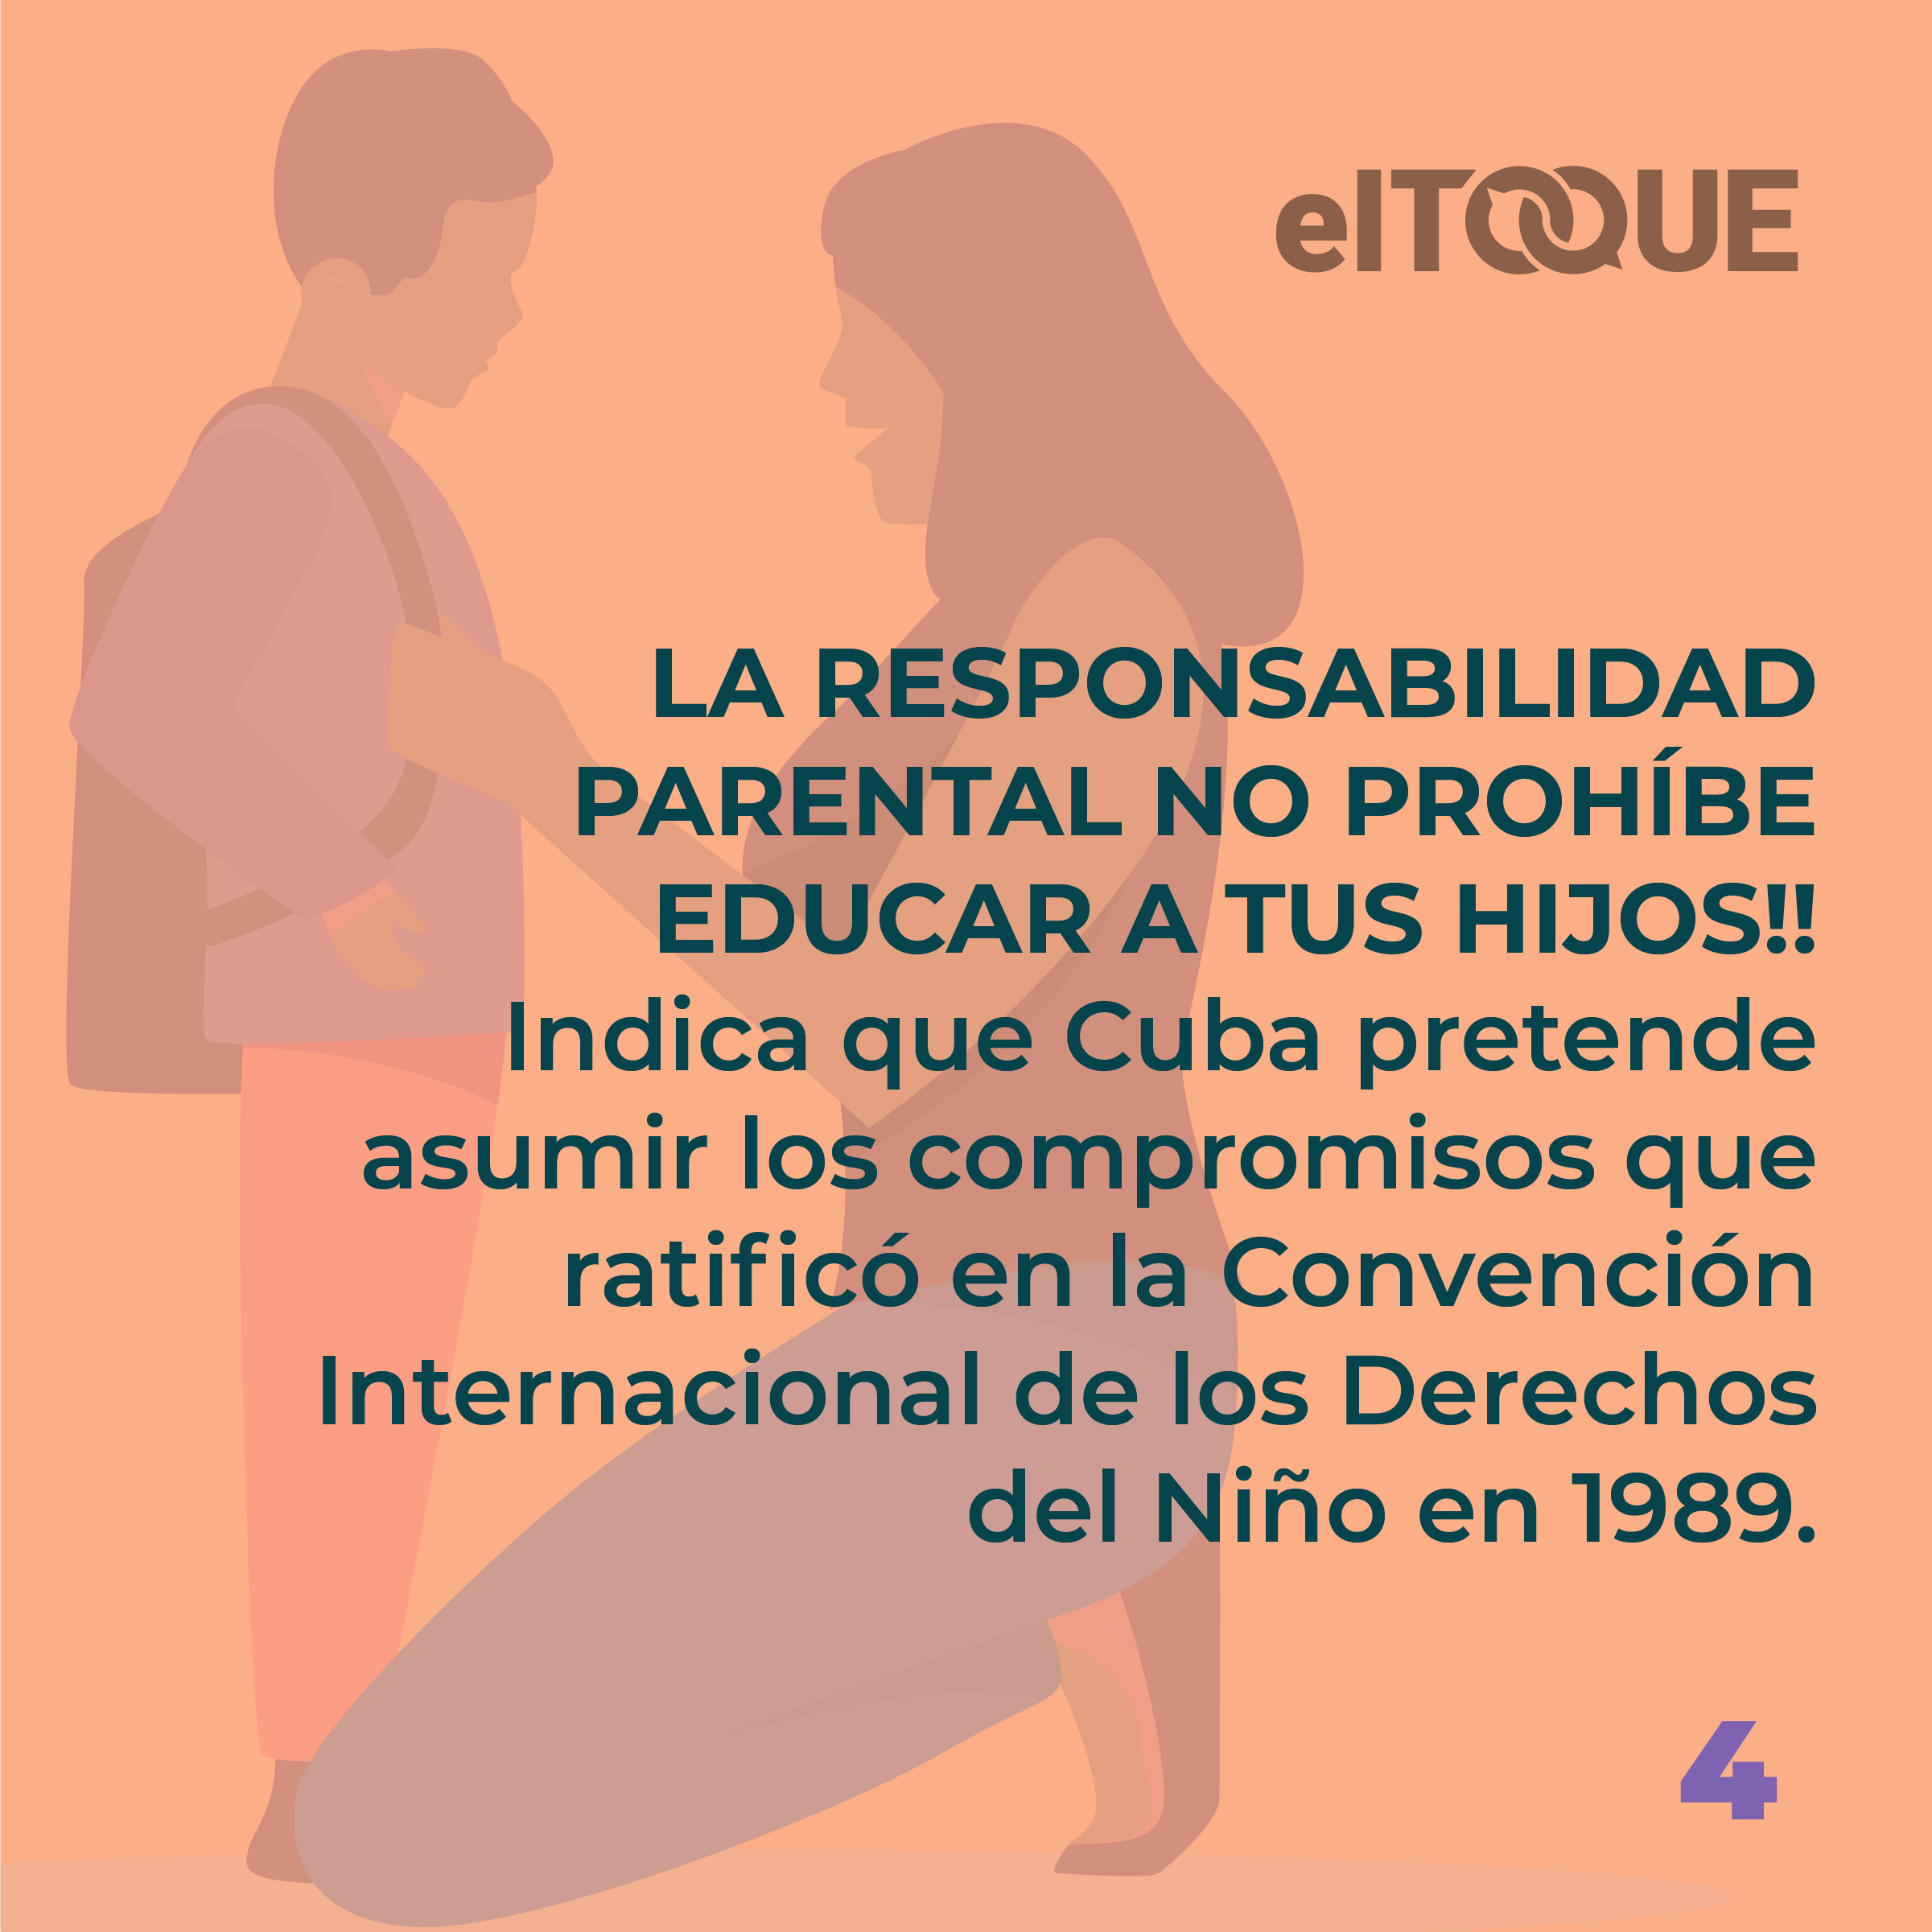 elTOQUE
LA RESPONSABILIDAD
PARENTAL NO PROHÍBE
EDUCAR A TUS HIJOS!!
Indica que Cuba pretende
asumir los compromisos que
ratificó en la Convención
Internacional de los Derechos
del Niño en 1989.
4